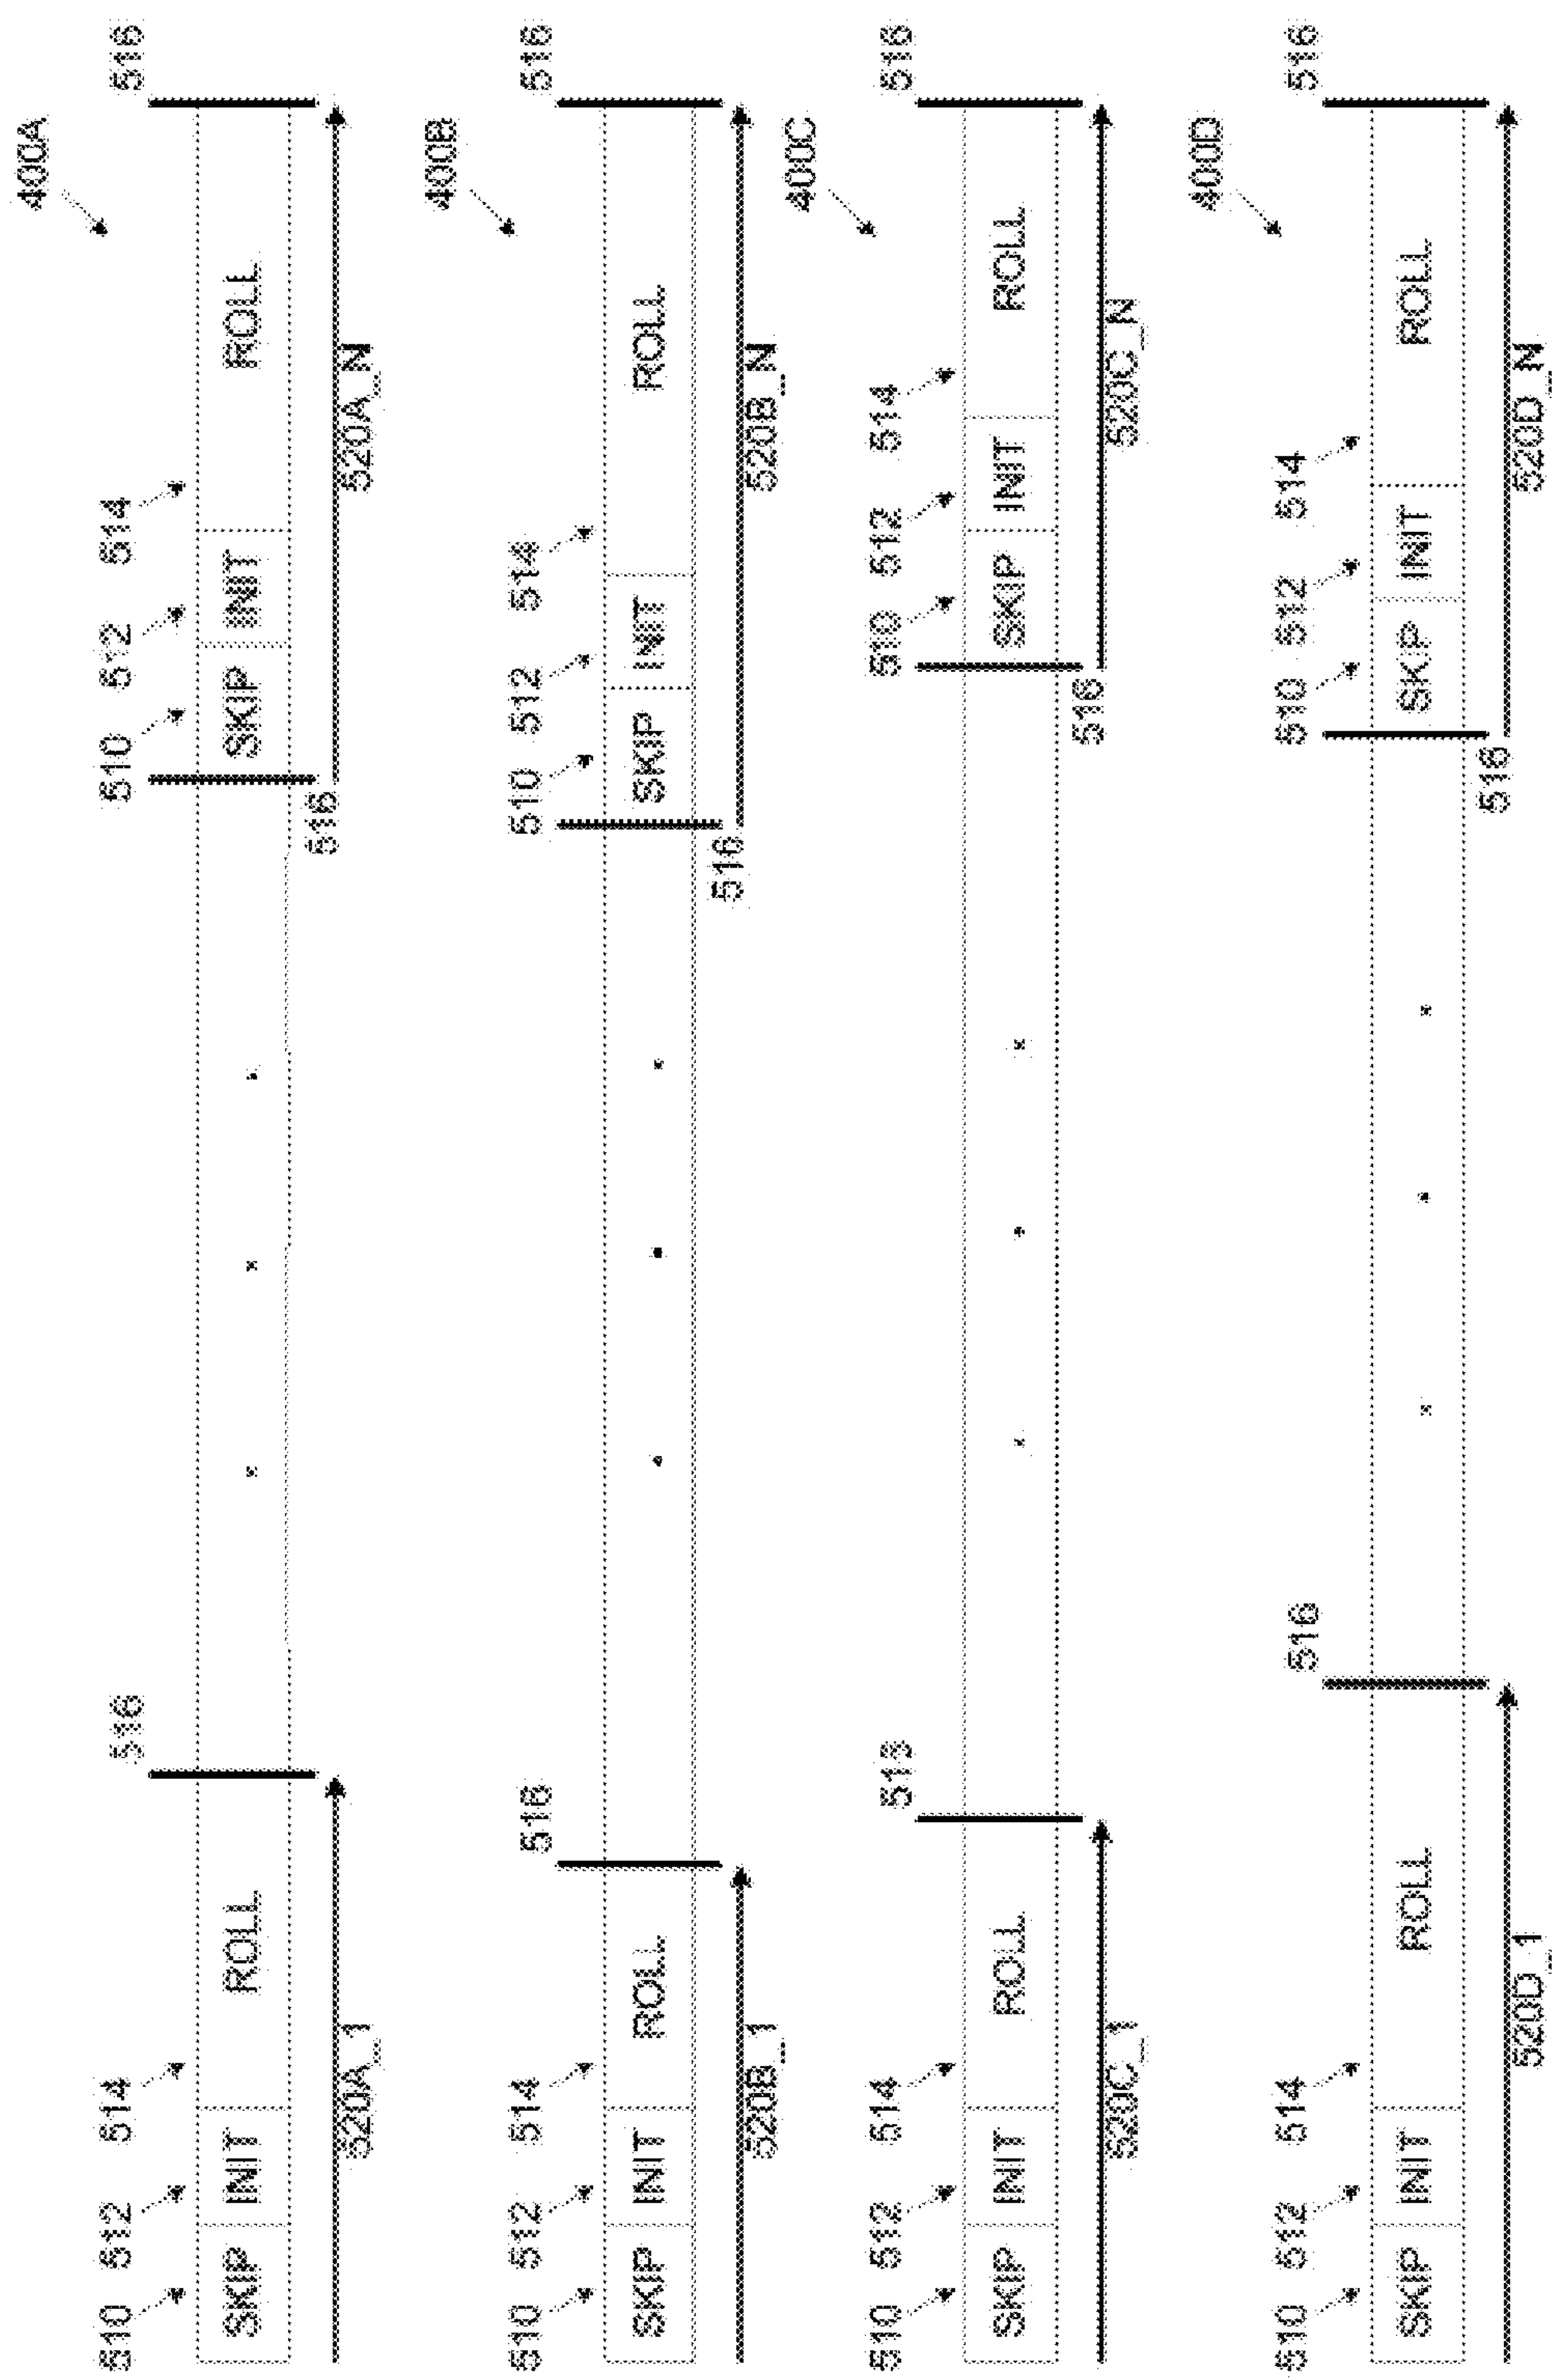 400A
510 512 514 516 510 512 514 516
SKIP INIT ROLL SKIP INIT ROLL
516
520A_1 520A_N
400B
510 512 514 516 510 512 514 516
SKIP INIT ROLL SKIP INIT ROLL
516
520B_1 520B_N
400C
510 512 514 513 510 512 514 516
SKIP INIT ROLL SKIP INIT ROLL
516
520C_1 520C_N
400D
510 512 514 516 510 512 514 516
SKIP INIT ROLL SKIP INIT ROLL
516
520D_1 520D_N